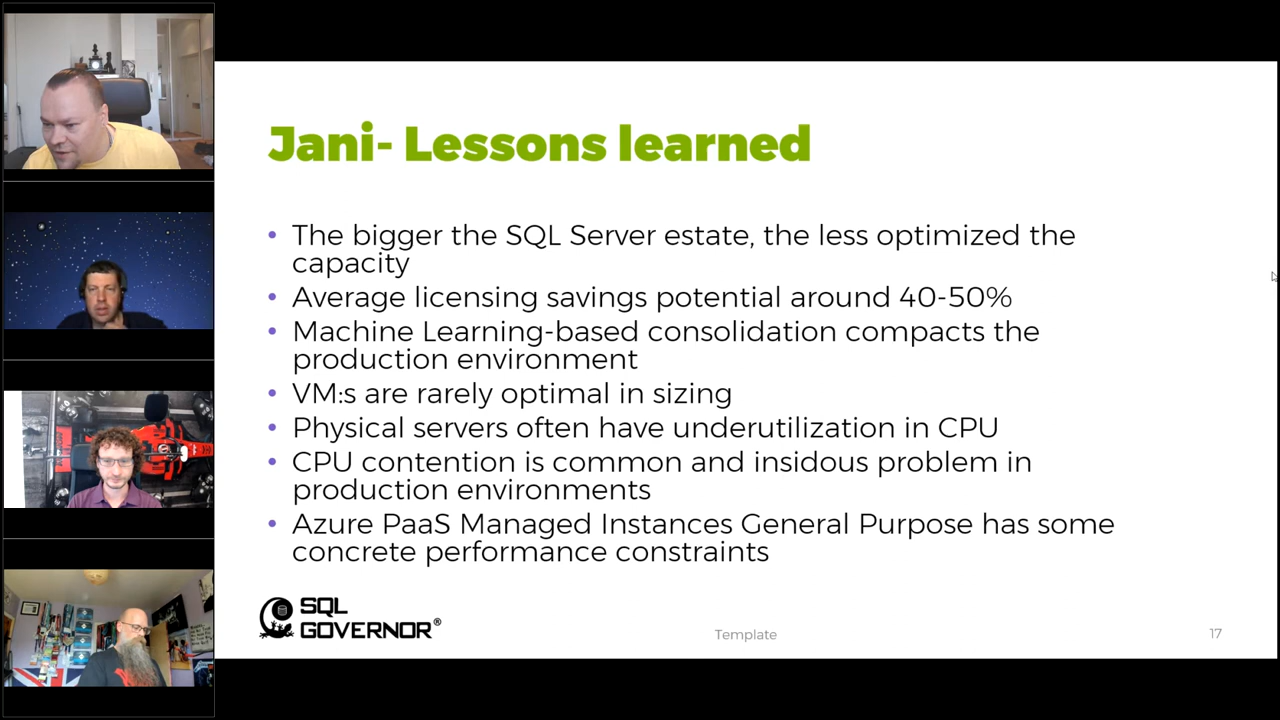 Jani- Lessons learned
• The bigger the SQL Server estate, the less optimized the
capacity
• Average licensing savings potential around 40-50%
• Machine Learning-based consolidation compacts the
production environment
• VM:s are rarely optimal in sizing
• Physical servers often have underutilization in CPU
• CPU contention is common and insidous problem in
production environments
• Azure PaaS Managed Instances General Purpose has some
concrete performance constraints
SQL
GOVERNOR®
Template
17